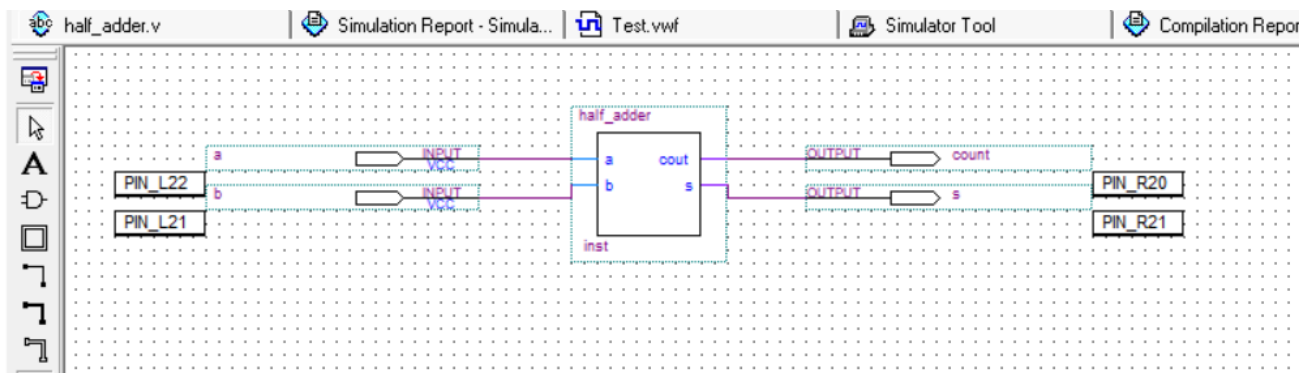 half_adder.v
Simulation Report - Simula...
Test.vwf
Simulator Tool
Compilation Repor
half_adder
a INPUT VCC a cout OUTPUT count
PIN_L22
b INPUT VCC b s OUTPUT s
PIN_R20
PIN_L21
PIN_R21
inst
abc
A